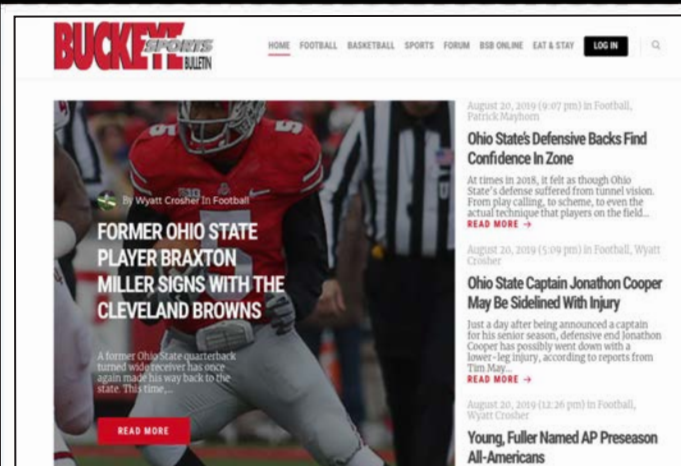 BUCKEYE SPORTS
BULLETIN
HOME FOOTBALL BASKETBALL SPORTS FORUM BSB ONLINE EAT & STAY LOG IN
5
5
B1G
By Wyatt Crosher In Football
FORMER OHIO STATE
PLAYER BRAXTON
MILLER SIGNS WITH THE
CLEVELAND BROWNS
A former Ohio State quarterback
turned wide receiver has once
again made his way back to the
state. This time,...
READ MORE
August 20, 2019 (9:07 pm) in Football,
Patrick Mayhorn
Ohio State's Defensive Backs Find
Confidence In Zone
At times in 2018, it felt as though Ohio
State's defense suffered from tunnel vision.
From play calling, to scheme, to even the
actual technique that players on the field...
READ MORE →
August 20, 2019 (5:09 pm) in Football, Wyatt
Crosher
Ohio State Captain Jonathon Cooper
May Be Sidelined With Injury
Just a day after being announced a captain
for his senior season, defensive end Jonathon
Cooper has possibly went down with a
lower-leg injury, according to reports from
Tim May...
READ MORE →
August 20, 2019 (12:26 pm) in Football,
Wyatt Crosher
Young, Fuller Named AP Preseason
All-Americans